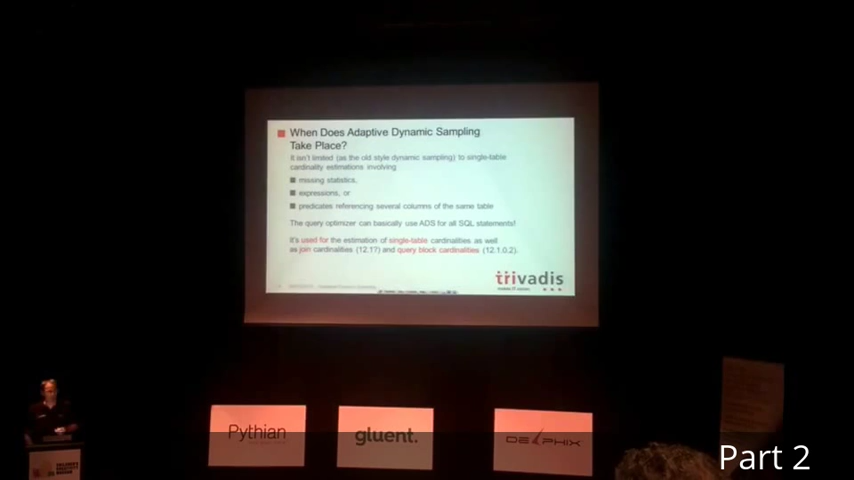 When Does Adaptive Dynamic Sampling
Take Place?
It isn't limited (as the old style dynamic sampling) to single-table
cardinality estimations involving
missing statistics,
expressions, or
predicates referencing several columns of the same table
The query optimizer can basically use ADS for all SQL statements!
It's used for the estimation of single-table cardinalities as well
as join cardinalities (12.1?) and query block cardinalities (12.1.0.2).
trivadis
Pythian
gluent.
DELPHIX
Part 2